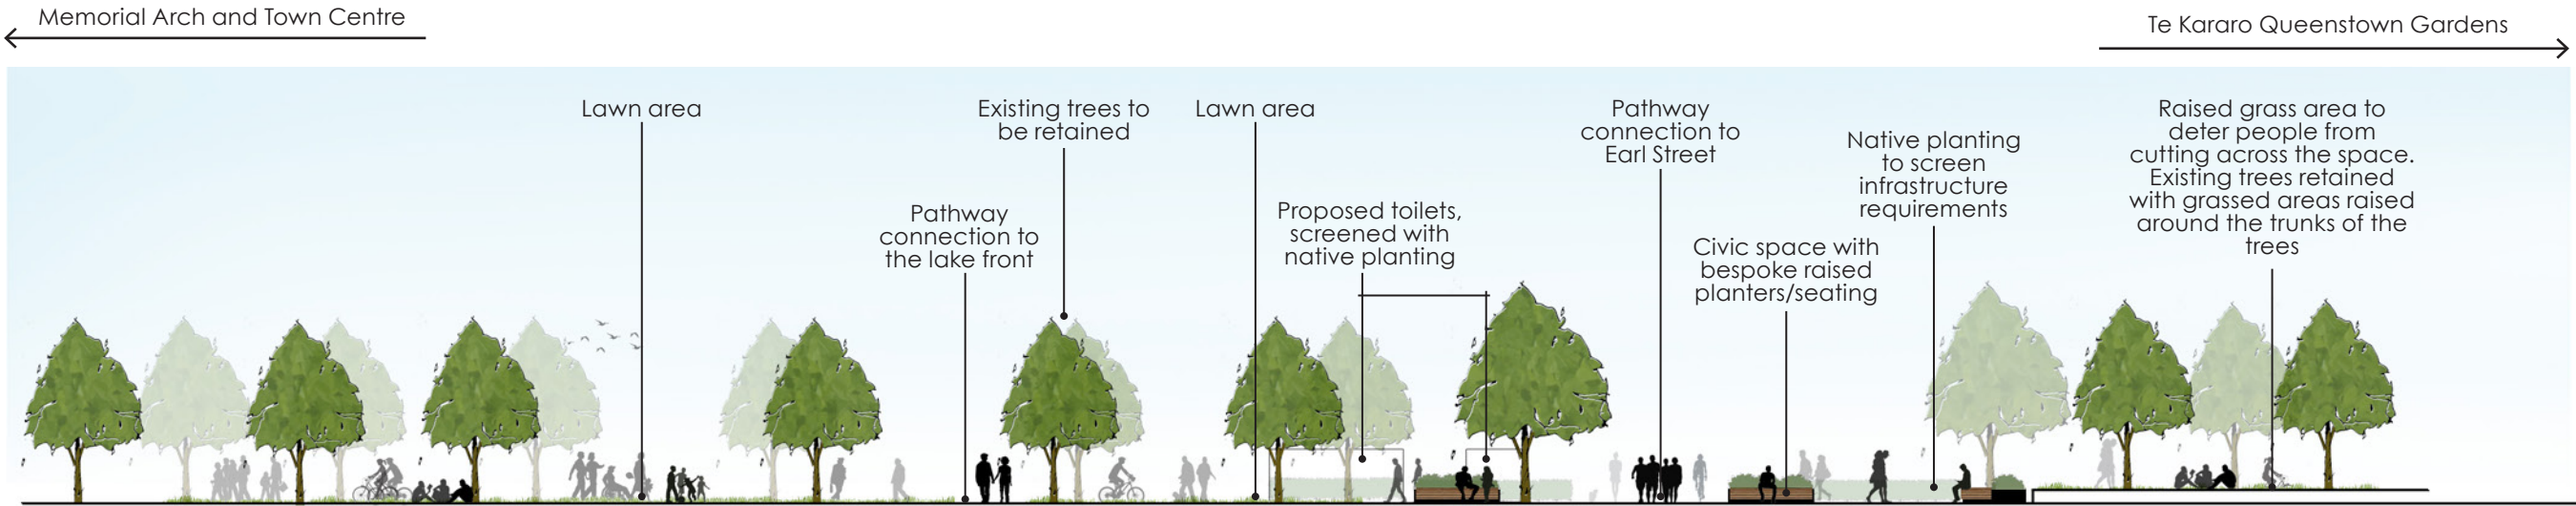 Memorial Arch and Town Centre
Te Kararo Queenstown Gardens
Lawn area
Existing trees to
be retained
Lawn area
Pathway
connection to
Earl Street
Native planting
to screen
infrastructure
requirements
Raised grass area to
deter people from
cutting across the space.
Existing trees retained
with grassed areas raised
around the trunks of the
trees
Pathway
connection to
the lake front
Proposed toilets,
screened with
native planting
Civic space with
bespoke raised
planters/seating